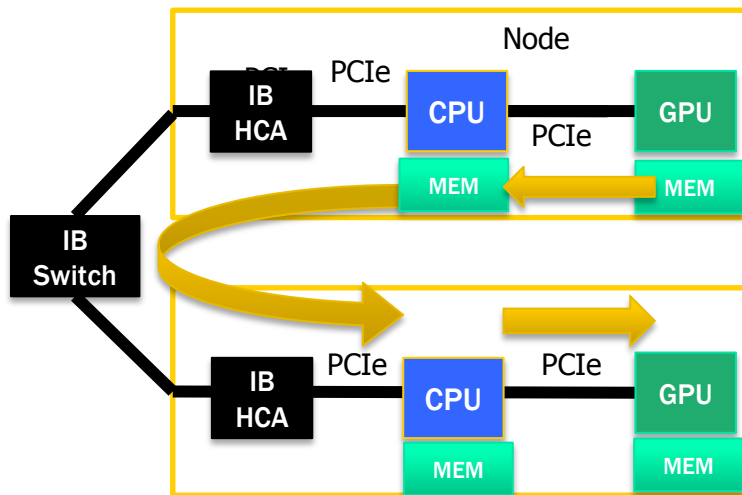 Node
PCIe
IB
HCA
CPU
GPU
PCIe
MEM
MEM
IB
Switch
PCIe
PCIe
IB
HCA
CPU
GPU
MEM
MEM